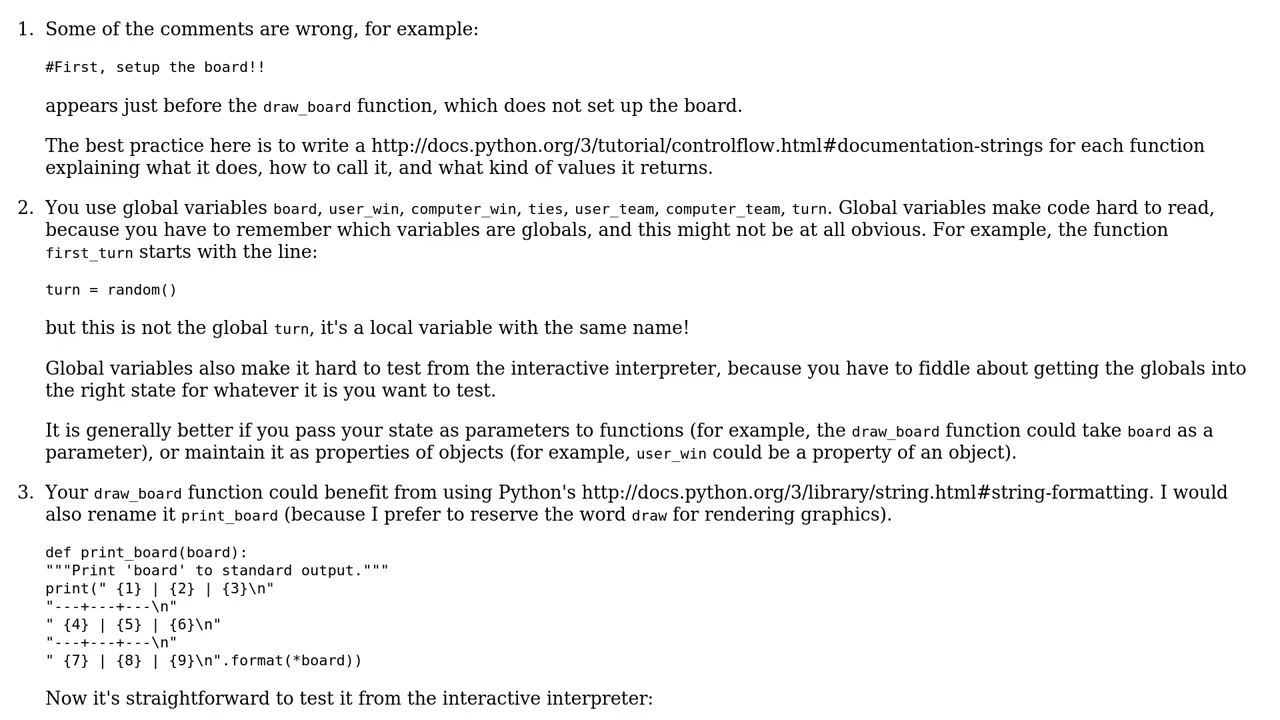 1. Some of the comments are wrong, for example:
#First, setup the board!!
appears just before the draw_board function, which does not set up the board.
The best practice here is to write a http://docs.python.org/3/tutorial/controlflow.html#documentation-strings for each function
explaining what it does, how to call it, and what kind of values it returns.
2. You use global variables board, user_win, computer_win, ties, user_team, computer_team, turn. Global variables make code hard to read,
because you have to remember which variables are globals, and this might not be at all obvious. For example, the function
first_turn starts with the line:
turn = random()
but this is not the global turn, it's a local variable with the same name!
Global variables also make it hard to test from the interactive interpreter, because you have to fiddle about getting the globals into
the right state for whatever it is you want to test.
It is generally better if you pass your state as parameters to functions (for example, the draw_board function could take board as a
parameter), or maintain it as properties of objects (for example, user_win could be a property of an object).
3. Your draw_board function could benefit from using Python's http://docs.python.org/3/library/string.html#string-formatting. I would
also rename it print_board (because I prefer to reserve the word draw for rendering graphics).
def print_board(board):
"""Print 'board' to standard output."""
print(" {1} | {2} | {3}\n"
"---+---+---\n"
" {4} | {5} | {6}\n"
"---+---+---\n"
" {7} | {8} | {9}\n".format(*board))
Now it's straightforward to test it from the interactive interpreter: